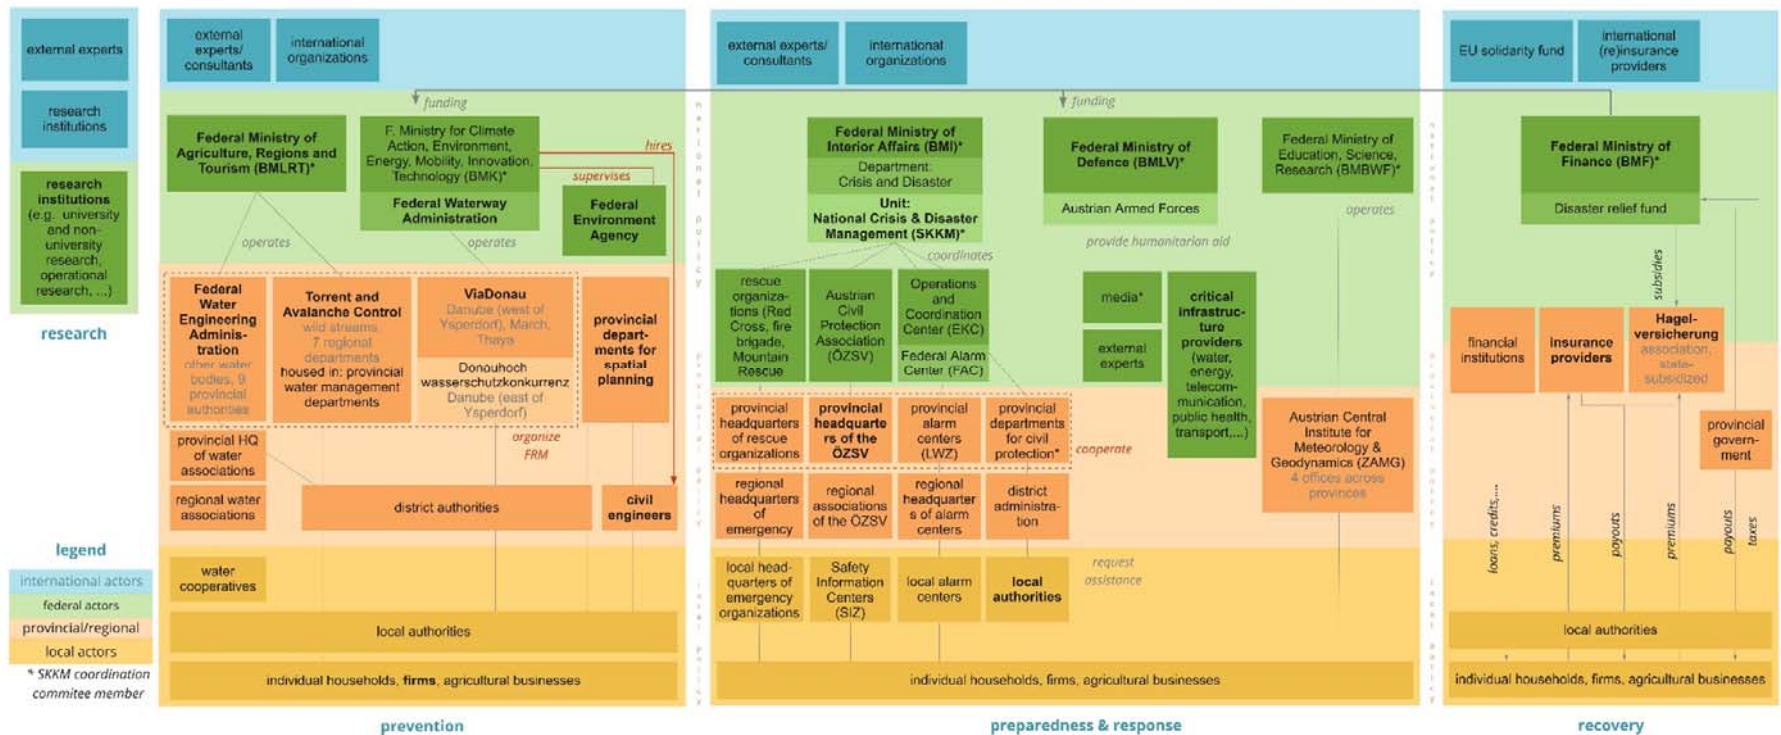 external experts
research
institutions
research
institutions
(e.g. university
and non-
university
research,
operational
research, ...)
research
legend
international actors
federal actors
provincial/regional
local actors
* SKKM coordination
commitee member
external
experts/
consultants
international
organizations
funding
Federal Ministry of
Agriculture, Regions and
Tourism (BMLRT)*
F. Ministry for Climate
Action, Environment,
Energy, Mobility, Innovation,
Technology (BMK)*
Federal Waterway
Administration
hires
supervises
Federal
Environment
Agency
operates
operates
Federal
Water
Engineering
Adminis-
tration
other water
bodies, 9
provincial
authorities
Torrent and
Avalanche Control
wild streams,
7 regional
departments
housed in: provincial
water management
departments
ViaDonau
Danube (west of
Ysperdorf), March,
Thaya
Donauhoch
wasserschutzkonkurrenz
Danube (east of
Ysperdorf)
provincial
depart-
ments for
spatial
planning
organize
FRM
provincial HQ
of water
associations
regional water
associations
district authorities
civil
engineers
water
cooperatives
local authorities
individual households, firms, agricultural businesses
prevention
national policy
provincial policy
local policy
external experts/
consultants
international
organizations
funding
Federal Ministry of
Interior Affairs (BMI)*
Department:
Crisis and Disaster
Unit:
National Crisis & Disaster
Management (SKKM)*
Federal Ministry of
Defence (BMLV)*
Austrian Armed Forces
Federal Ministry of
Education, Science,
Research (BMBWF)*
operates
provide humanitarian aid
coordinates
rescue
organiza-
tions (Red
Cross, fire
brigade,
Mountain
Rescue
Austrian
Civil
Protection
Association
(ÖZSV)
Operations
and
Coordination
Center (EKC)
Federal Alarm
Center (FAC)
media*
external
experts
critical
infrastructure
providers
(water,
energy,
telecom-
munication,
public health,
transport,...)
provincial
headquarters
of rescue
organizations
provincial
headquarte
rs of the
ÖZSV
provincial
alarm
centers
(LWZ)
provincial
departments
for civil
protection*
cooperate
Austrian Central
Institute for
Meteorology &
Geodynamics (ZAMG)
4 offices across
provinces
regional
headquarters
of
emergency
regional
associations
of the ÖZSV
regional
headquarter
s of alarm
centers
district
administra-
tion
local head-
quarters of
emergency
organizations
Safety
Information
Centers
(SIZ)
local alarm
centers
local
authorities
request
assistance
individual households, firms, agricultural businesses
preparedness & response
national policy
provincial policy
local policy
EU solidarity fund
international
(re)insurance
providers
Federal Ministry of
Finance (BMF)*
Disaster relief fund
subsidies
financial
institutions
insurance
providers
Hagel-
versicherung
association,
state-
subsidized
provincial
govern-
ment
loans, credits,...
premiums
payouts
premiums
payouts
taxes
local authorities
individual households, firms, agricultural businesses
recovery